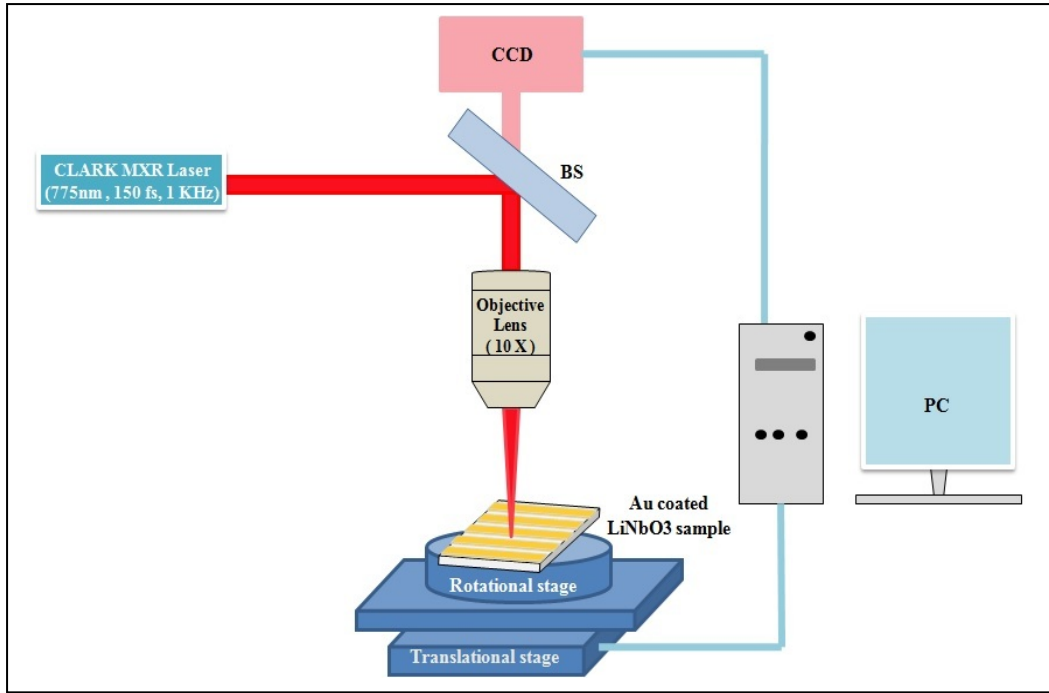 CCD
CLARK MXR Laser
(775nm , 150 fs, 1 KHz)
BS
Objective
Lens
( 10 X )
PC
Au coated
LiNbO3 sample
Rotational stage
Translational stage